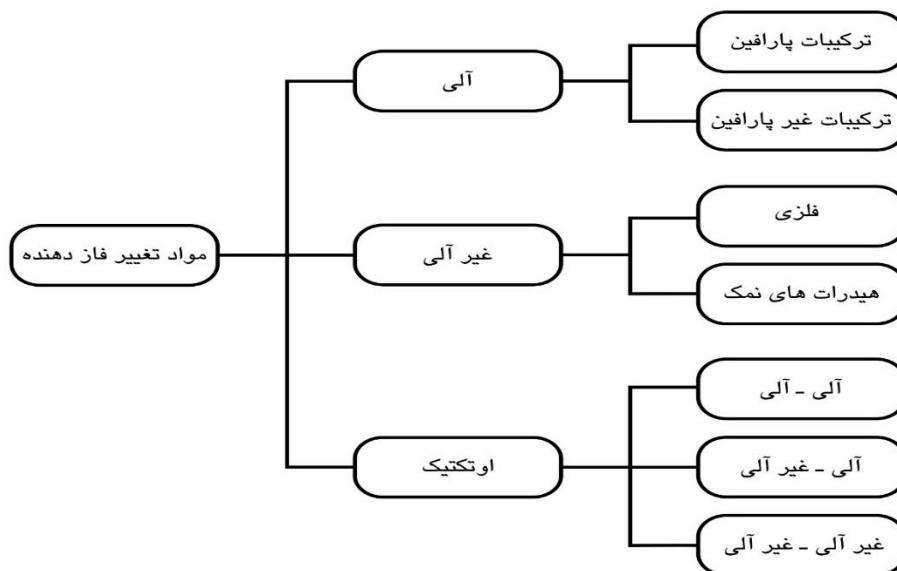 مواد تغییر فاز دهنده
آلی
ترکیبات پارافین
ترکیبات غیر پارافین
غیر آلی
فلزی
هیدرات های نمک
اوتکتیک
آلی ـ آلی
آلی ـ غیر آلی
غیر آلی ـ غیر آلی